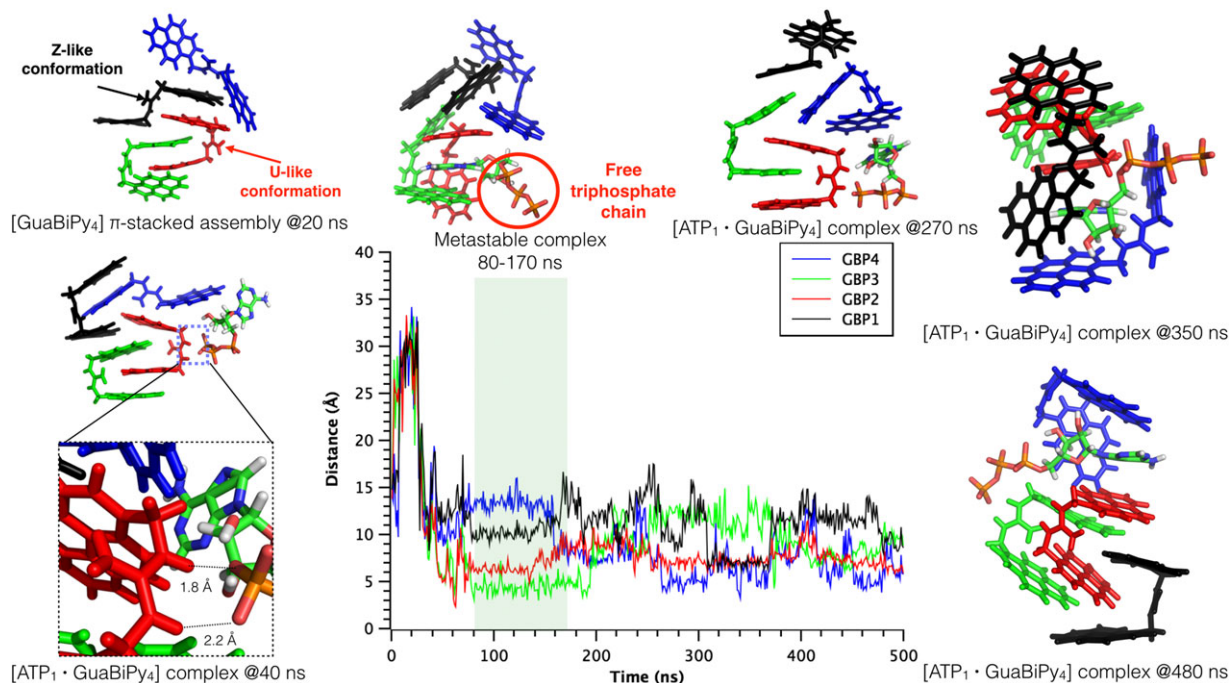 Z-like
conformation
U-like
conformation
[GuaBiPy₄] π-stacked assembly @20 ns
Free
triphosphate
chain
Metastable complex
80-170 ns
[ATP₁ · GuaBiPy₄] complex @270 ns
[ATP₁ · GuaBiPy₄] complex @350 ns
GBP4
GBP3
GBP2
GBP1
1.8 Å
2.2 Å
[ATP₁ · GuaBiPy₄] complex @40 ns
Distance (Å)
40
35
30
25
20
15
10
5
0
0
100
200
300
400
500
Time (ns)
[ATP₁ · GuaBiPy₄] complex @480 ns